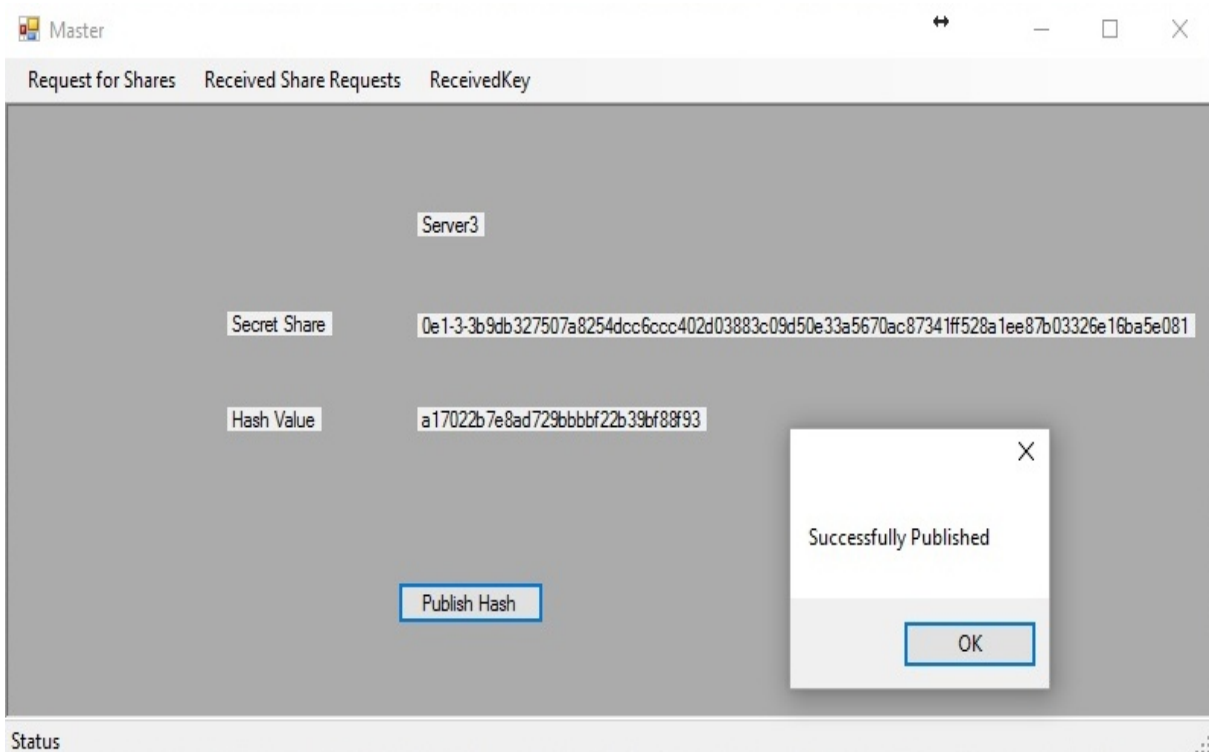 Master
Request for Shares Received Share Requests ReceivedKey
Server3
Secret Share 0e1-3-3b9db327507a8254dcc6ccc402d03883c09d50e33a5670ac87341ff528a1ee87b03326e16ba5e081
Hash Value a17022b7e8ad729bbbbf22b39bf88f93
Successfully Published
Publish Hash
OK
Status